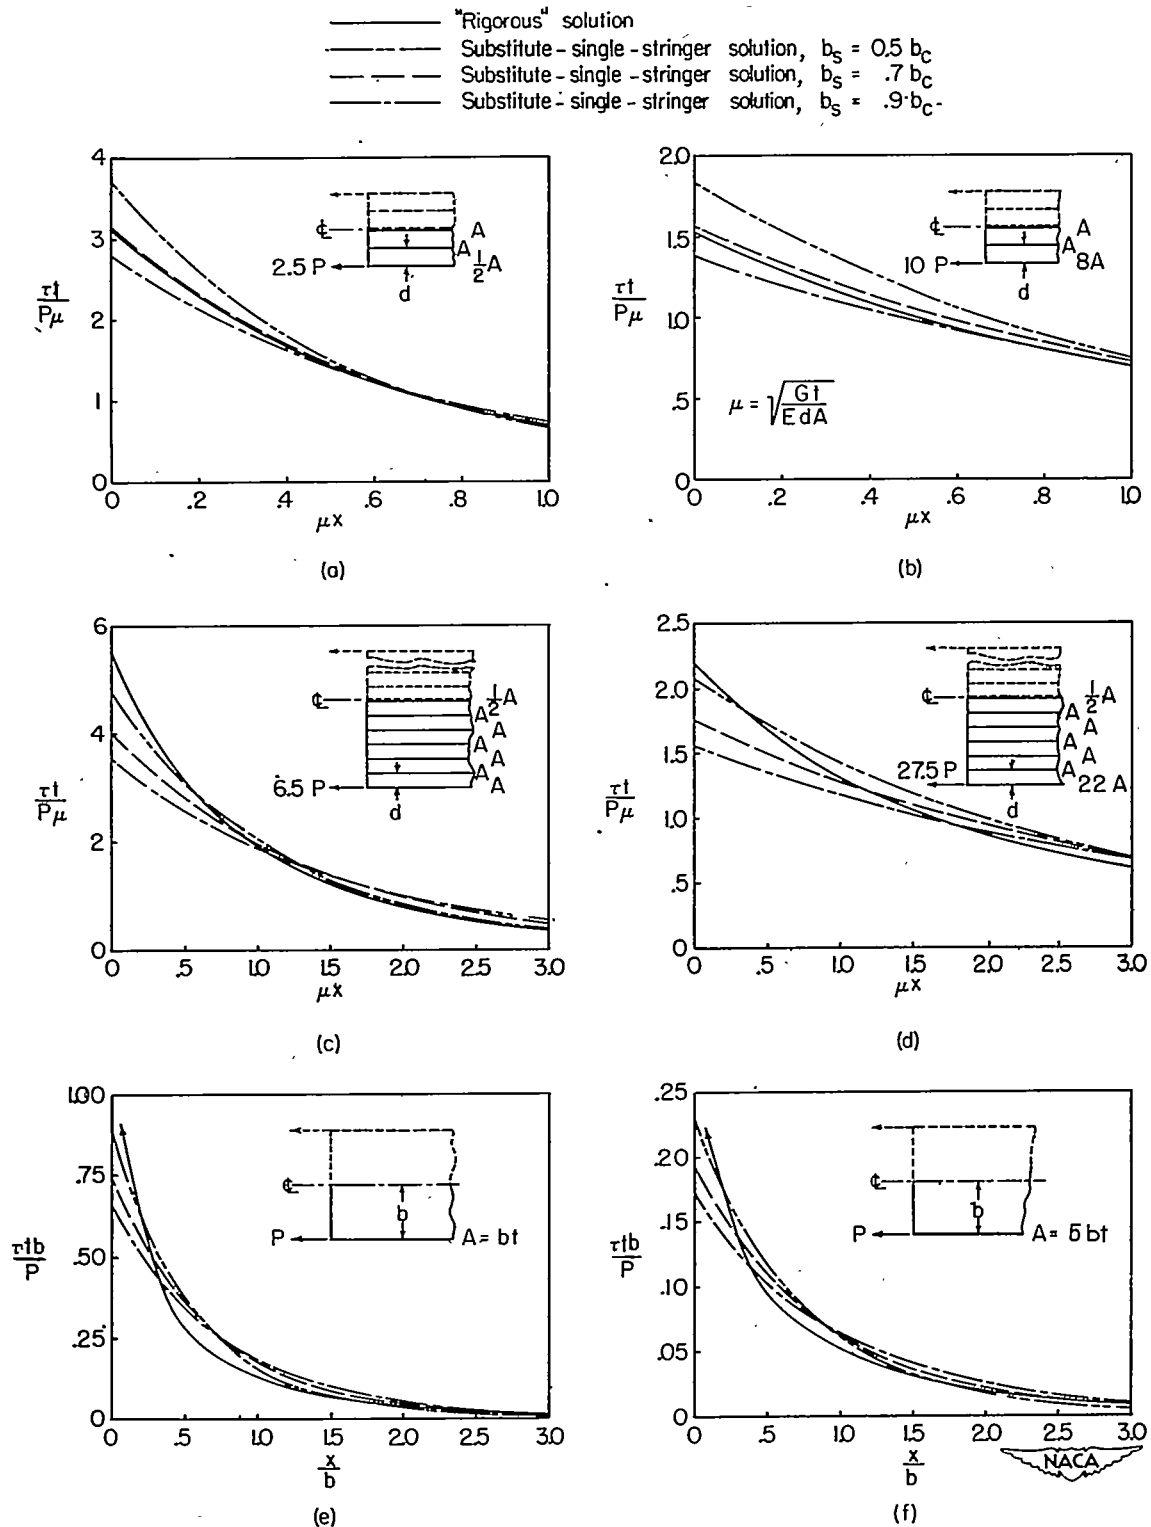 "Rigorous" solution
Substitute - single - stringer solution, bs = 0.5 bc
Substitute - single - stringer solution, bs = .7 bc
Substitute - single - stringer solution, bs = .9 bc
4
3
2
1
0
τt/Pμ
0 .2 .4 .6 .8 1.0
μx
℄
A
A
1/2 A
2.5 P
d
(a)
2.0
1.5
1.0
.5
0
τt/Pμ
0 .2 .4 .6 .8 1.0
μx
℄
A
A
8A
10 P
d
μ = √(Gt/EdA)
(b)
6
4
2
0
τt/Pμ
0 .5 1.0 1.5 2.0 2.5 3.0
μx
℄
1/2 A
A
A
A
A
A
A
6.5 P
d
(c)
2.5
2.0
1.5
1.0
.5
0
τt/Pμ
0 .5 1.0 1.5 2.0 2.5 3.0
μx
℄
1/2 A
A
A
A
A
A
22 A
27.5 P
d
(d)
1.00
.75
.50
.25
0
τtb/P
0 .5 1.0 1.5 2.0 2.5 3.0
x/b
℄
b
P
A = bt
(e)
.25
.20
.15
.10
.05
0
τtb/P
0 .5 1.0 1.5 2.0 2.5 3.0
x/b
℄
b
P
A = 5 bt
(f)
NACA